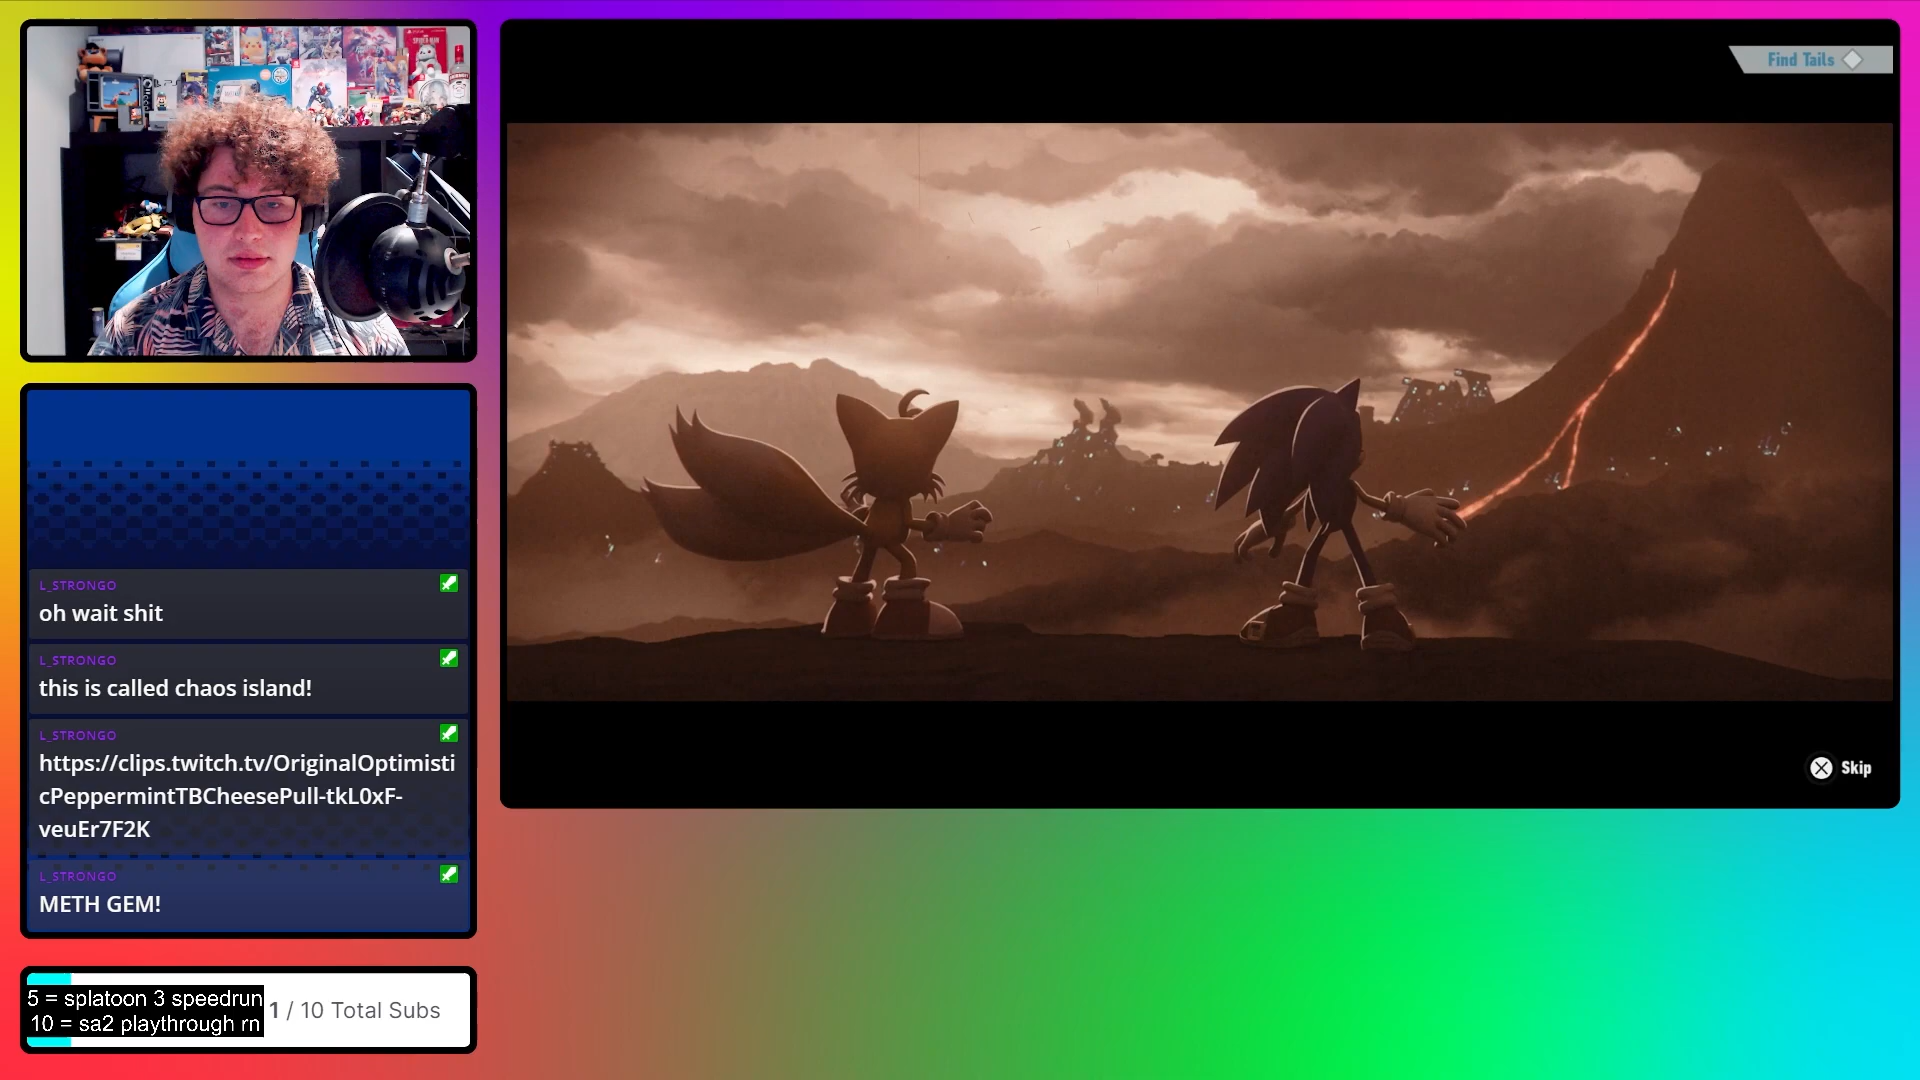 Find Tails
L_STRONGO
oh wait shit
L_STRONGO
this is called chaos island!
L_STRONGO
https://clips.twitch.tv/OriginalOptimisti
cPeppermintTBCheesePull-tkL0xF-
veuEr7F2K
L_STRONGO
METH GEM!
Skip
5 = splatoon 3 speedrun
10 = sa2 playthrough rn
1 / 10 Total Subs